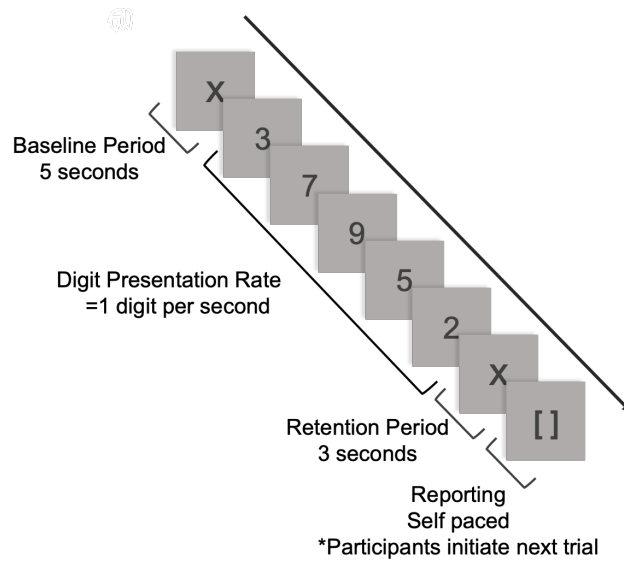 X
3
7
9
5
2
X
[ ]
Baseline Period
5 seconds
Digit Presentation Rate
=1 digit per second
Retention Period
3 seconds
Reporting
Self paced
*Participants initiate next trial